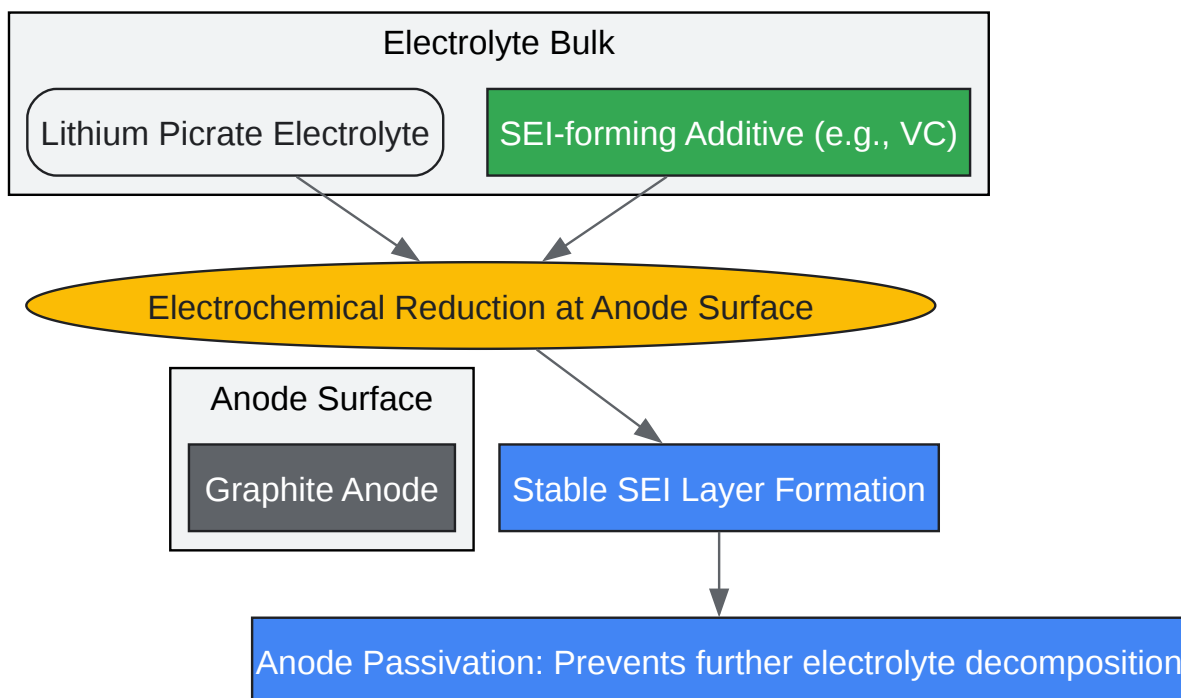 Electrolyte Bulk
Lithium Picrate Electrolyte
SEI-forming Additive (e.g., VC)
Electrochemical Reduction at Anode Surface
Anode Surface
Graphite Anode
Stable SEI Layer Formation
Anode Passivation: Prevents further electrolyte decomposition